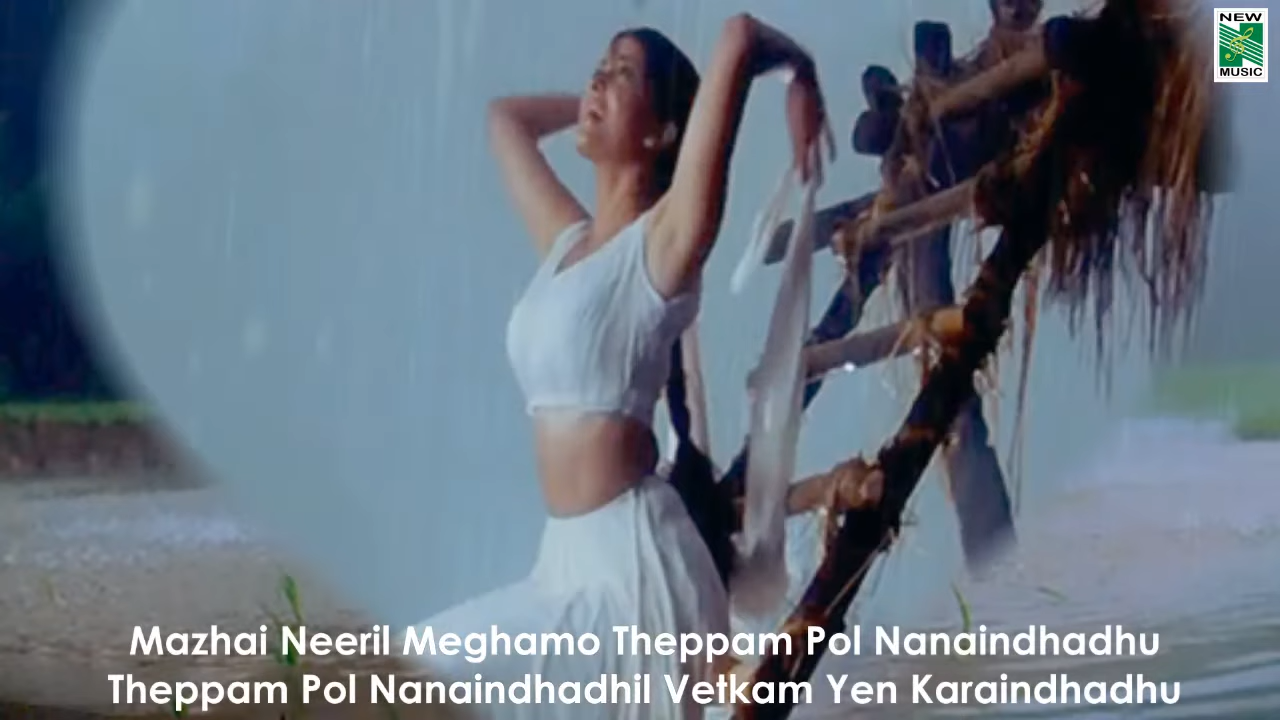 NEW
MUSIC
Mazhai Neeril Meghamo Theppam Pol Nanaindhadhu
Theppam Pol Nanaindhadhil Vetkam Yen Karaindhadhu